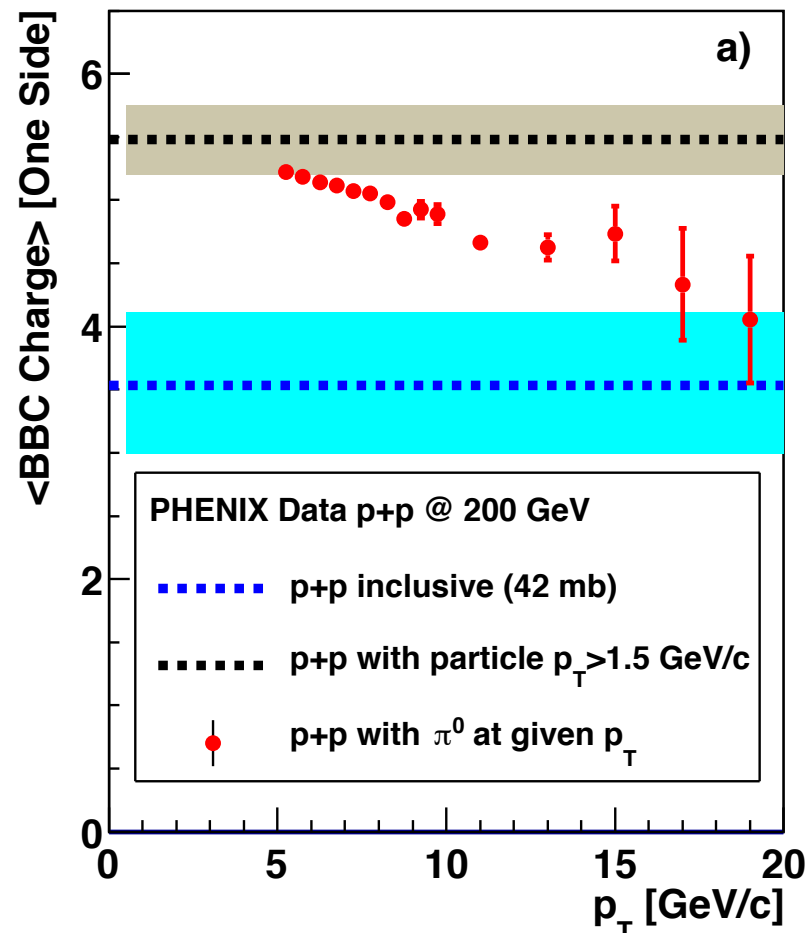 a)
<BBC Charge> [One Side]
6
4
2
0
PHENIX Data p+p @ 200 GeV
p+p inclusive (42 mb)
p+p with particle p_T>1.5 GeV/c
p+p with π⁰ at given p_T
0 5 10 15 20
p_T [GeV/c]